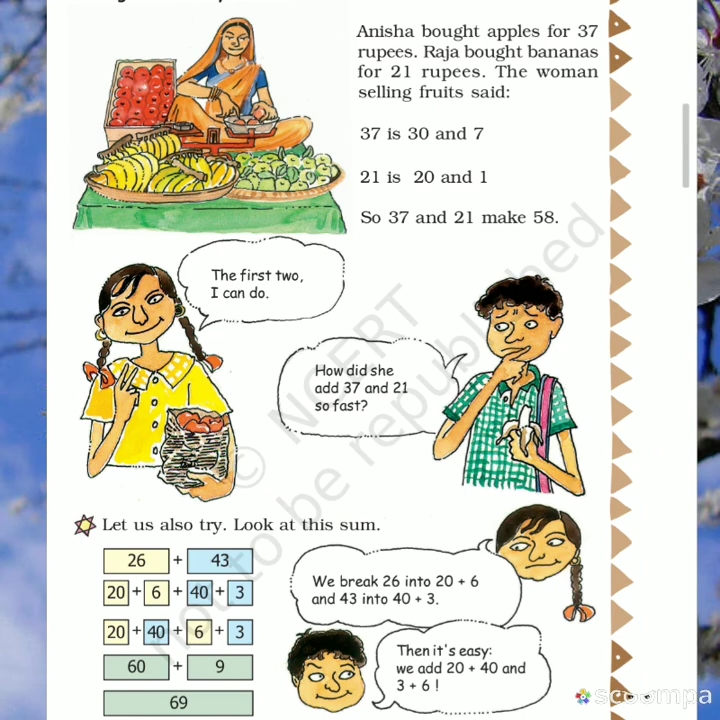 Anisha bought apples for 37
rupees. Raja bought bananas
for 21 rupees. The woman
selling fruits said:
37 is 30 and 7
21 is 20 and 1
So 37 and 21 make 58.
The first two,
I can do.
How did she
add 37 and 21
so fast?
Let us also try. Look at this sum.
26 + 43
20 + 6 + 40 + 3
20 + 40 + 6 + 3
60 + 9
69
We break 26 into 20 + 6
and 43 into 40 + 3.
Then it's easy:
we add 20 + 40 and
3 + 6 !
© NCERT
not to be republished
scoompa